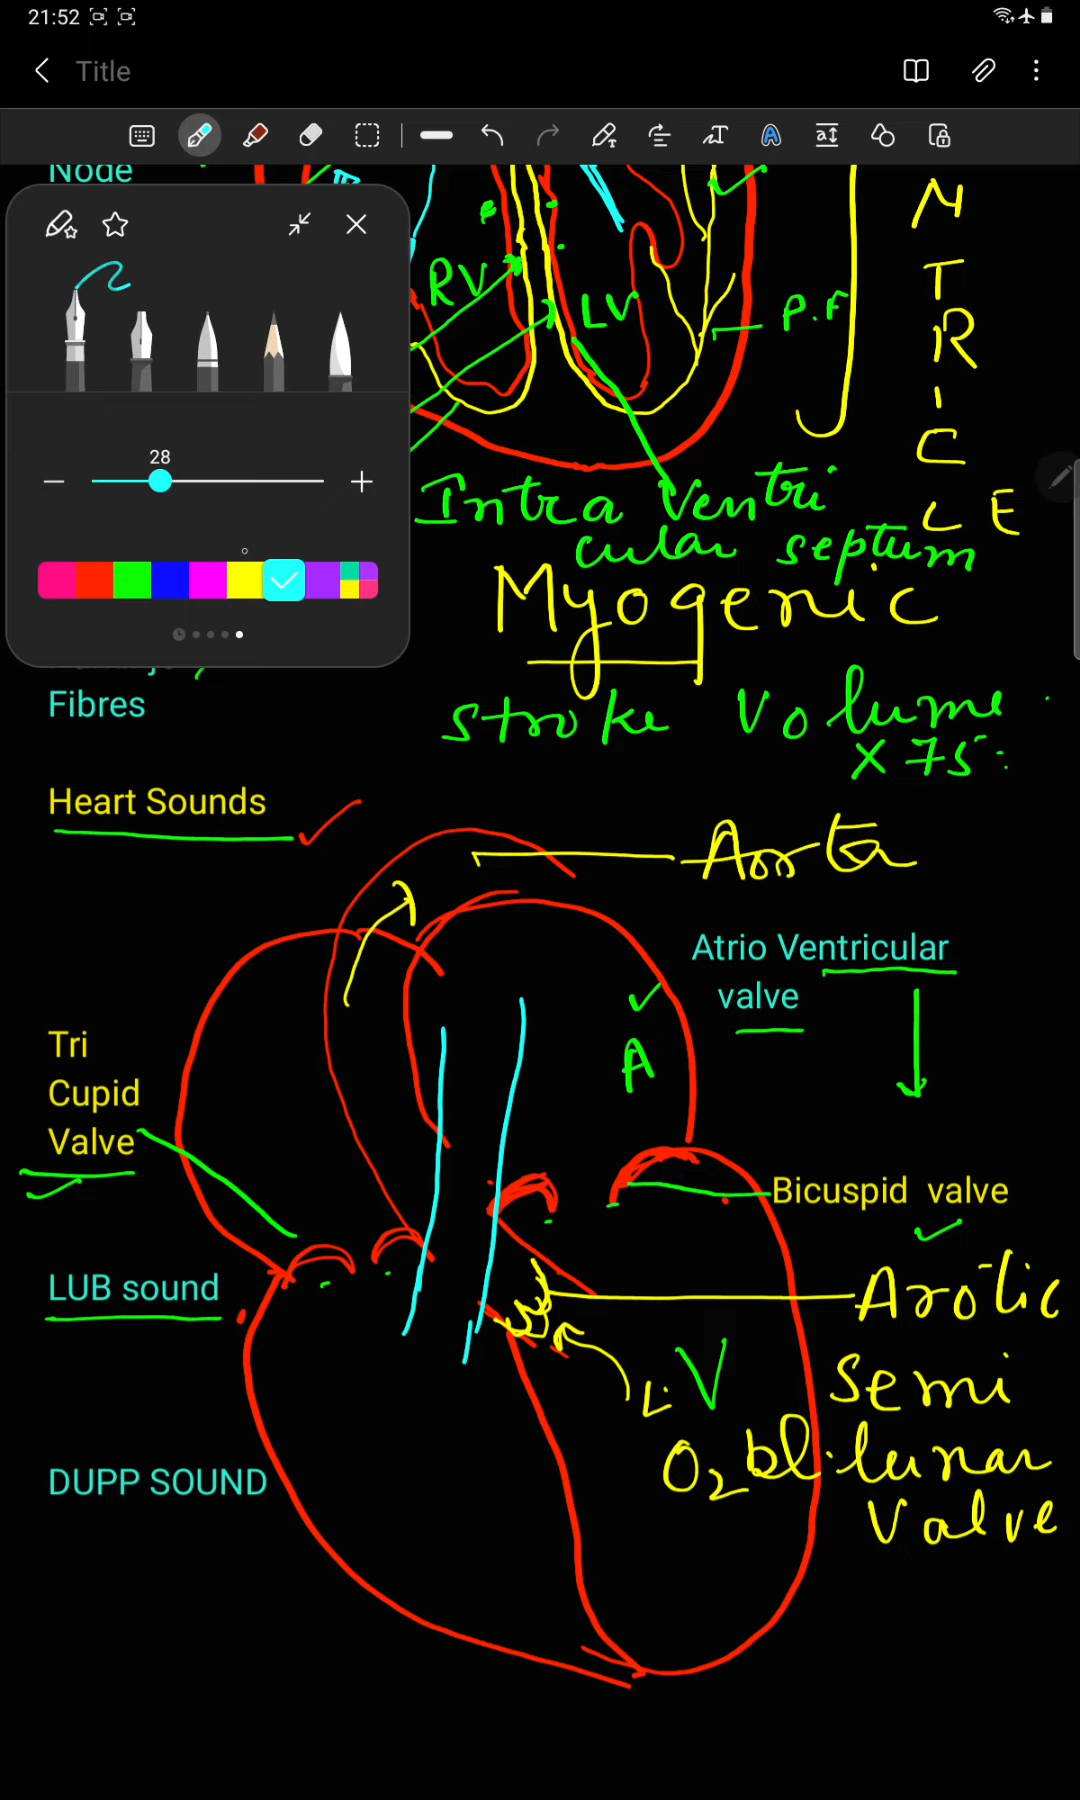 21:52
Title
Node
M
T
R
I
C
L E
RV
LV
P.F
28
Intra Ventri
cular septum
Myogenic
Fibres
stroke Volume
X 75
Heart Sounds
Aorta
Atrio Ventricular
valve
A
Tri
Cupid
Valve
Bicuspid valve
LUB sound
Arotic
Semi
lunar
Valve
L. V
O2 bl.
DUPP SOUND